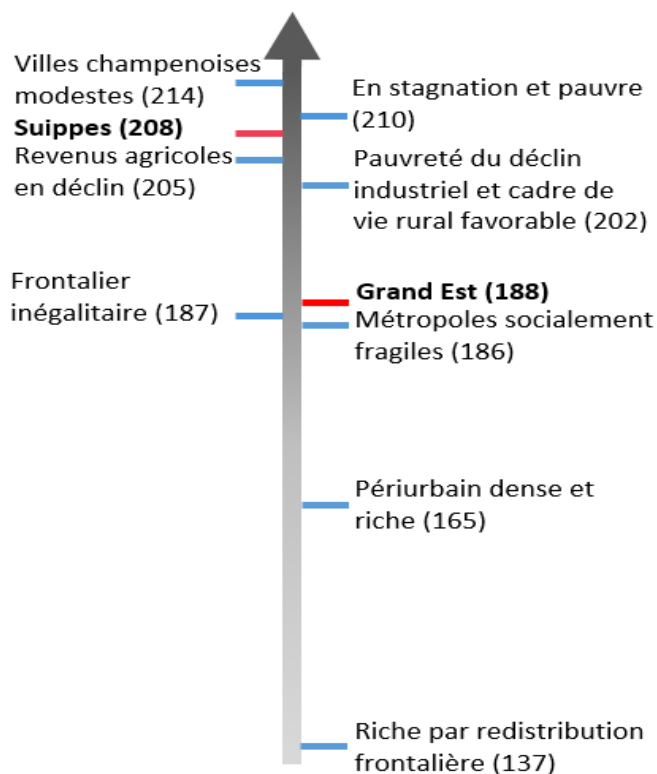 Villes champenoises
modestes (214)
Suippes (208)
Revenus agricoles
en déclin (205)
Frontalier
inégalitaire (187)
En stagnation et pauvre
(210)
Pauvreté du déclin
industriel et cadre de
vie rural favorable (202)
Grand Est (188)
Métropoles socialement
fragiles (186)
Périurbain dense et
riche (165)
Riche par redistribution
frontalière (137)